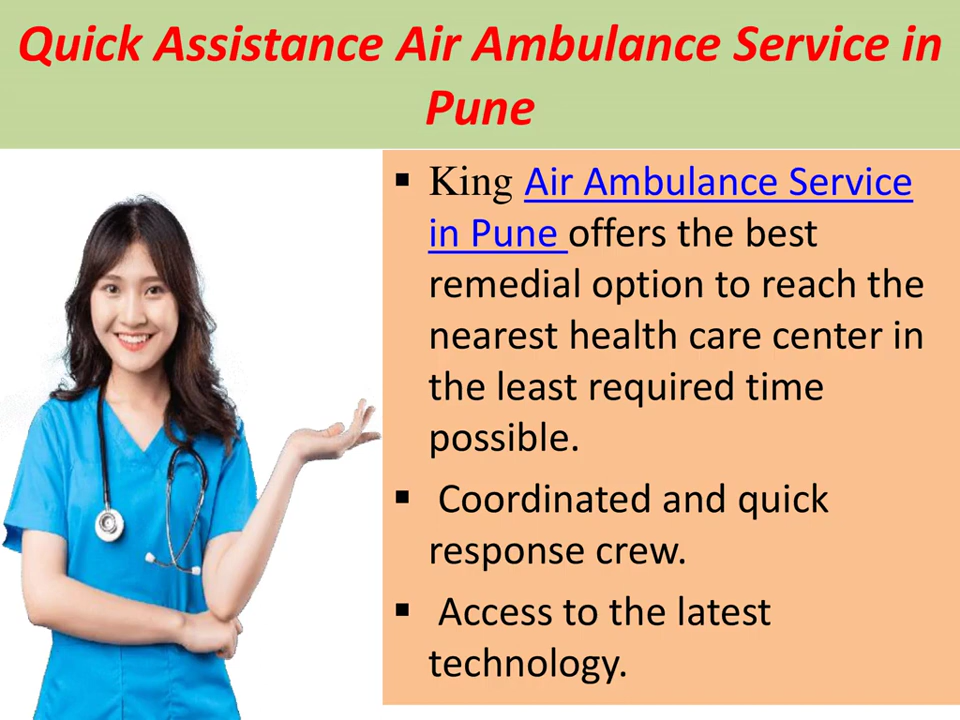 Quick Assistance Air Ambulance Service in
Pune
▪ King Air Ambulance Service
in Pune offers the best
remedial option to reach the
nearest health care center in
the least required time
possible.
▪ Coordinated and quick
response crew.
▪ Access to the latest
technology.